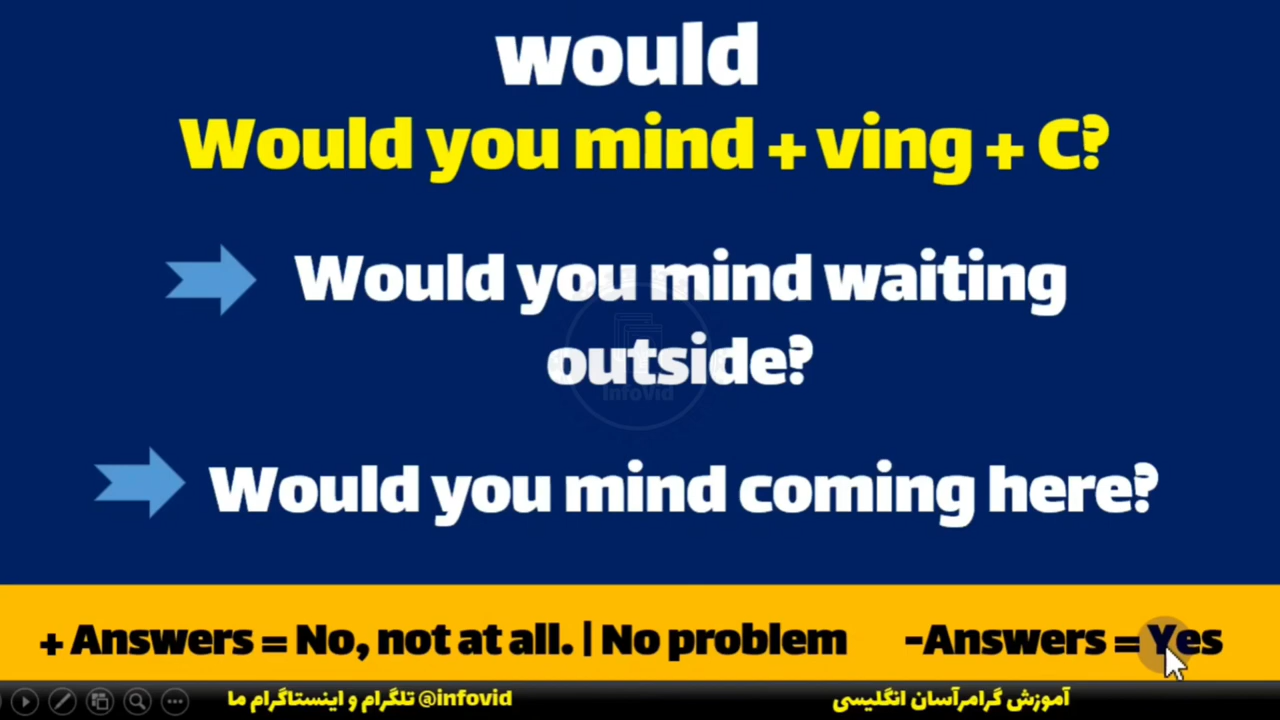 would
Would you mind + ving + C?
Would you mind waiting
outside?
InfoVid
Would you mind coming here?
+ Answers = No, not at all. | No problem
-Answers = Yes
تلگرام و اینستاگرام ما @infovid
آموزش گرامرآسان انگلیسی